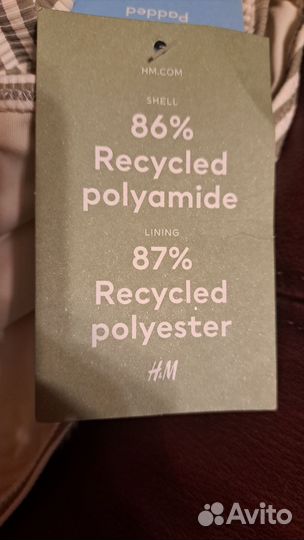 Padded
HM.COM
SHELL
86%
Recycled
polyamide
LINING
87%
Recycled
polyester
H&M
Avito